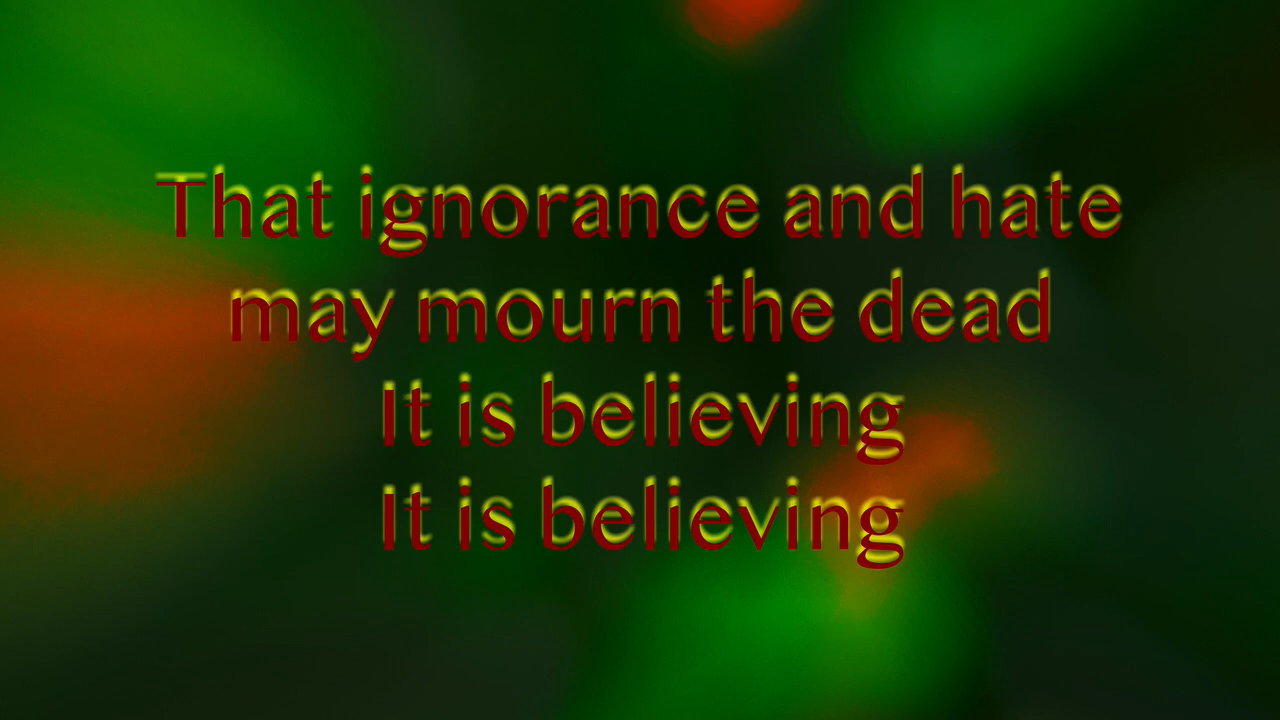 That ignorance and hate
may mourn the dead
It is believing
It is believing